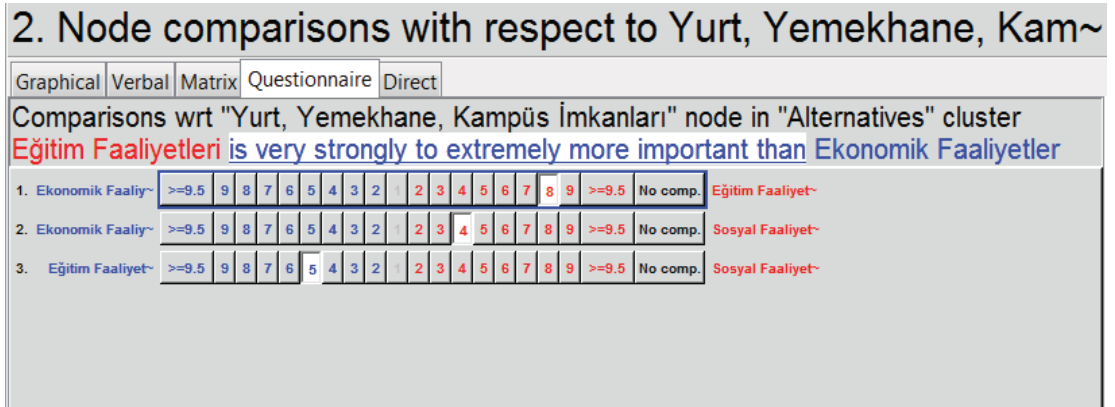 2. Node comparisons with respect to Yurt, Yemekhane, Kam~
Graphical Verbal Matrix Questionnaire Direct
Comparisons wrt "Yurt, Yemekhane, Kampüs İmkanları" node in "Alternatives" cluster
Eğitim Faaliyetleri is very strongly to extremely more important than Ekonomik Faaliyetler
1. Ekonomik Faaliy~ >=9.5 9 8 7 6 5 4 3 2 1 2 3 4 5 6 7 8 9 >=9.5 No comp. Eğitim Faaliyet~
2. Ekonomik Faaliy~ >=9.5 9 8 7 6 5 4 3 2 1 2 3 4 5 6 7 8 9 >=9.5 No comp. Sosyal Faaliyet~
3. Eğitim Faaliyet~ >=9.5 9 8 7 6 5 4 3 2 1 2 3 4 5 6 7 8 9 >=9.5 No comp. Sosyal Faaliyet~